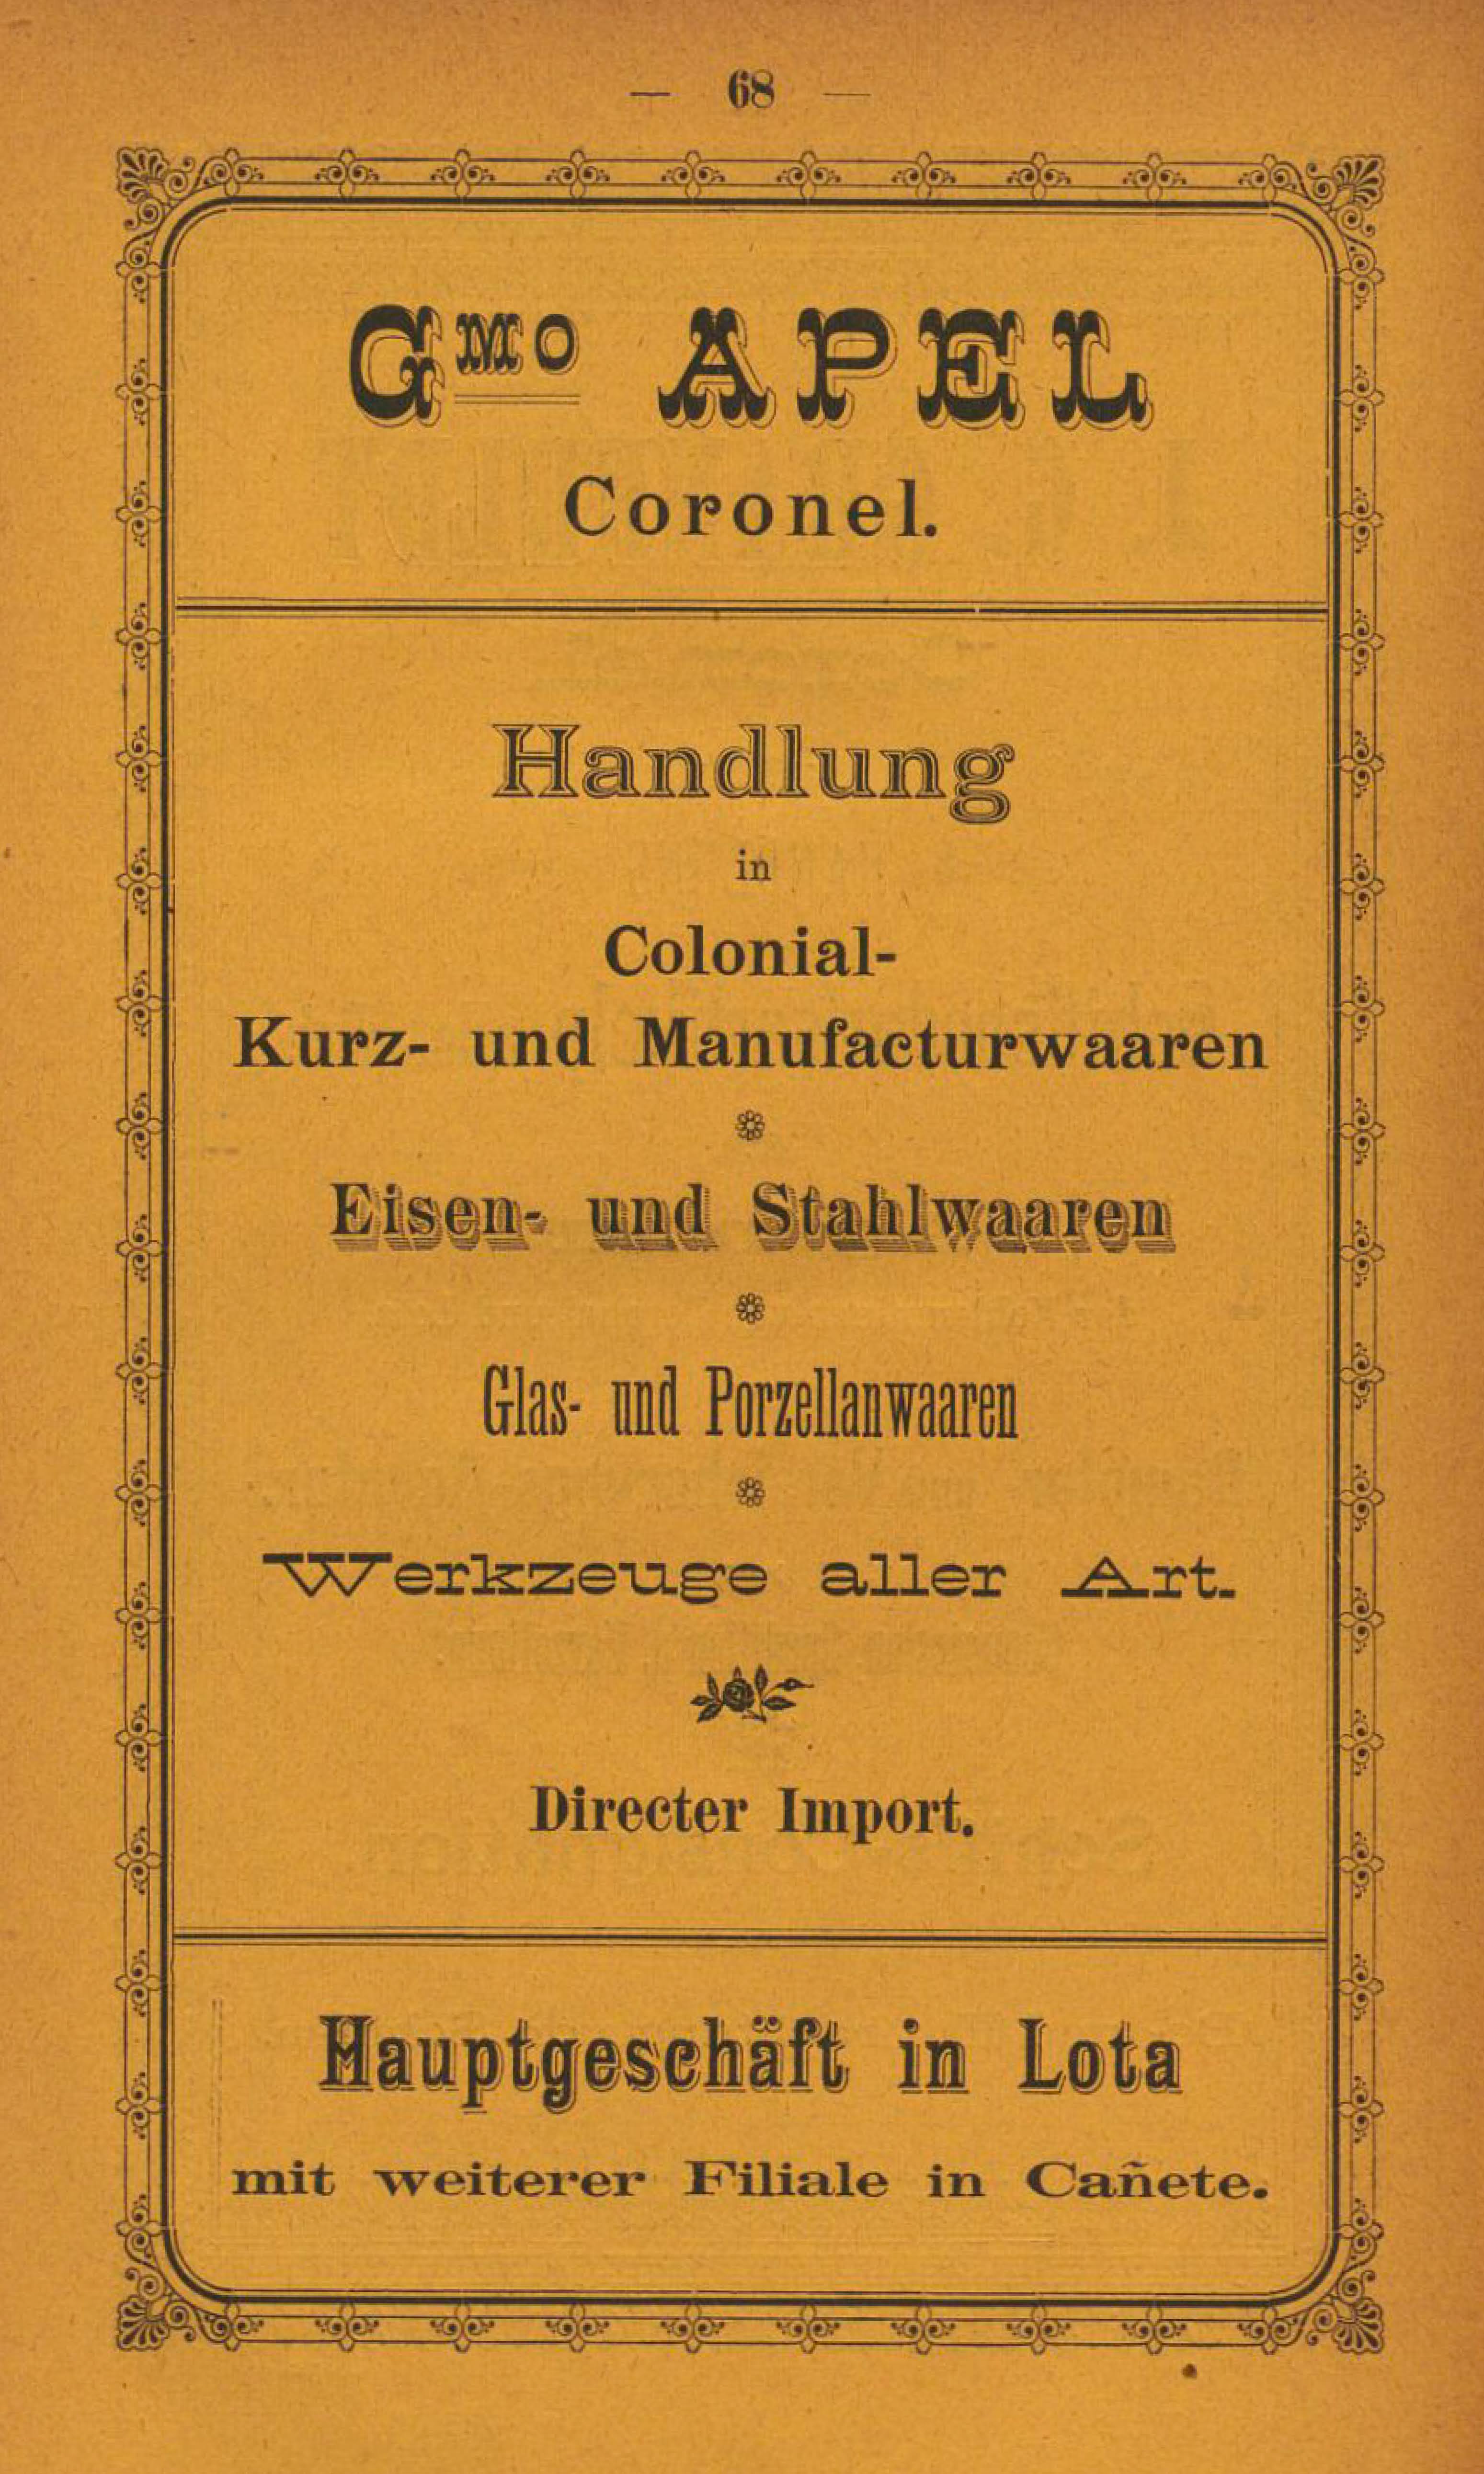 — 68 —
Gmo APEL
Coronel.
Handlung
in
Colonial-
Kurz- und Manufacturwaaren
Eisen- und Stahlwaaren
Glas- und Porzellanwaaren
Werkzeuge aller Art.
Directer Import.
Hauptgeschäft in Lota
mit weiterer Filiale in Cañete.